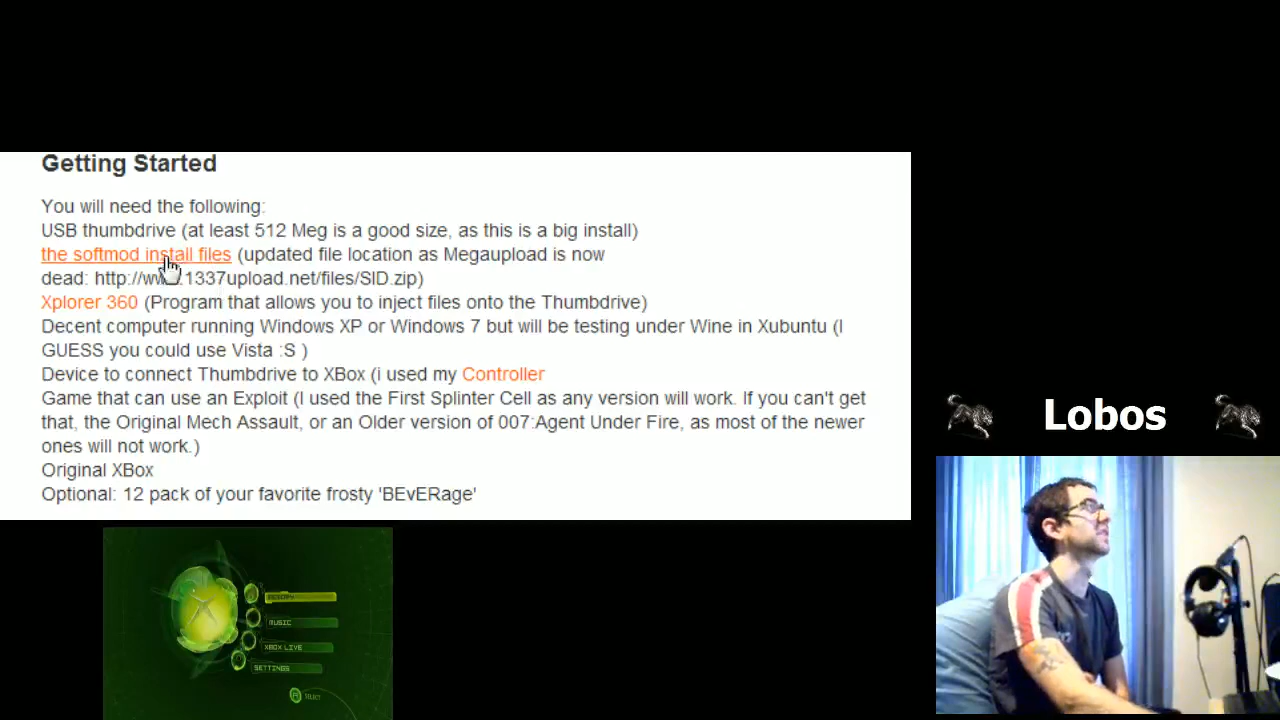 Getting Started
You will need the following:
USB thumbdrive (at least 512 Meg is a good size, as this is a big install)
the softmod install files (updated file location as Megaupload is now
dead: http://www.1337upload.net/files/SID.zip)
Xplorer 360 (Program that allows you to inject files onto the Thumbdrive)
Decent computer running Windows XP or Windows 7 but will be testing under Wine in Xubuntu (I
GUESS you could use Vista :S )
Device to connect Thumbdrive to XBox (i used my Controller
Game that can use an Exploit (I used the First Splinter Cell as any version will work. If you can't get
that, the Original Mech Assault, or an Older version of 007:Agent Under Fire, as most of the newer
ones will not work.)
Original XBox
Optional: 12 pack of your favorite frosty 'BEvERage'
Lobos
MEMORY
MUSIC
XBOX LIVE
SETTINGS
A SELECT